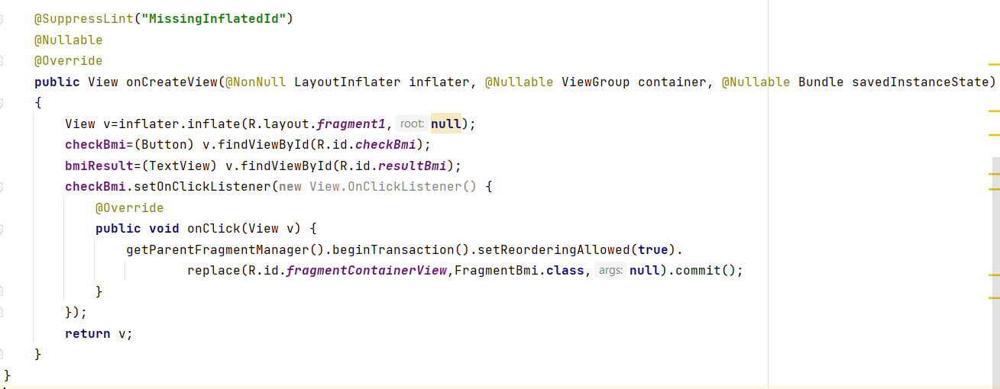 @SuppressLint("MissingInflatedId")
@Nullable
@Override
public View onCreateView(@NonNull LayoutInflater inflater, @Nullable ViewGroup container, @Nullable Bundle savedInstanceState)
{
View v=inflater.inflate(R.layout.fragment1, root: null);
checkBmi=(Button) v.findViewById(R.id.checkBmi);
bmiResult=(TextView) v.findViewById(R.id.resultBmi);
checkBmi.setOnClickListener(new View.OnClickListener() {
@Override
public void onClick(View v) {
getParentFragmentManager().beginTransaction().setReorderingAllowed(true).
replace(R.id.fragmentContainerView,FragmentBmi.class, args: null).commit();
}
});
return v;
}
}